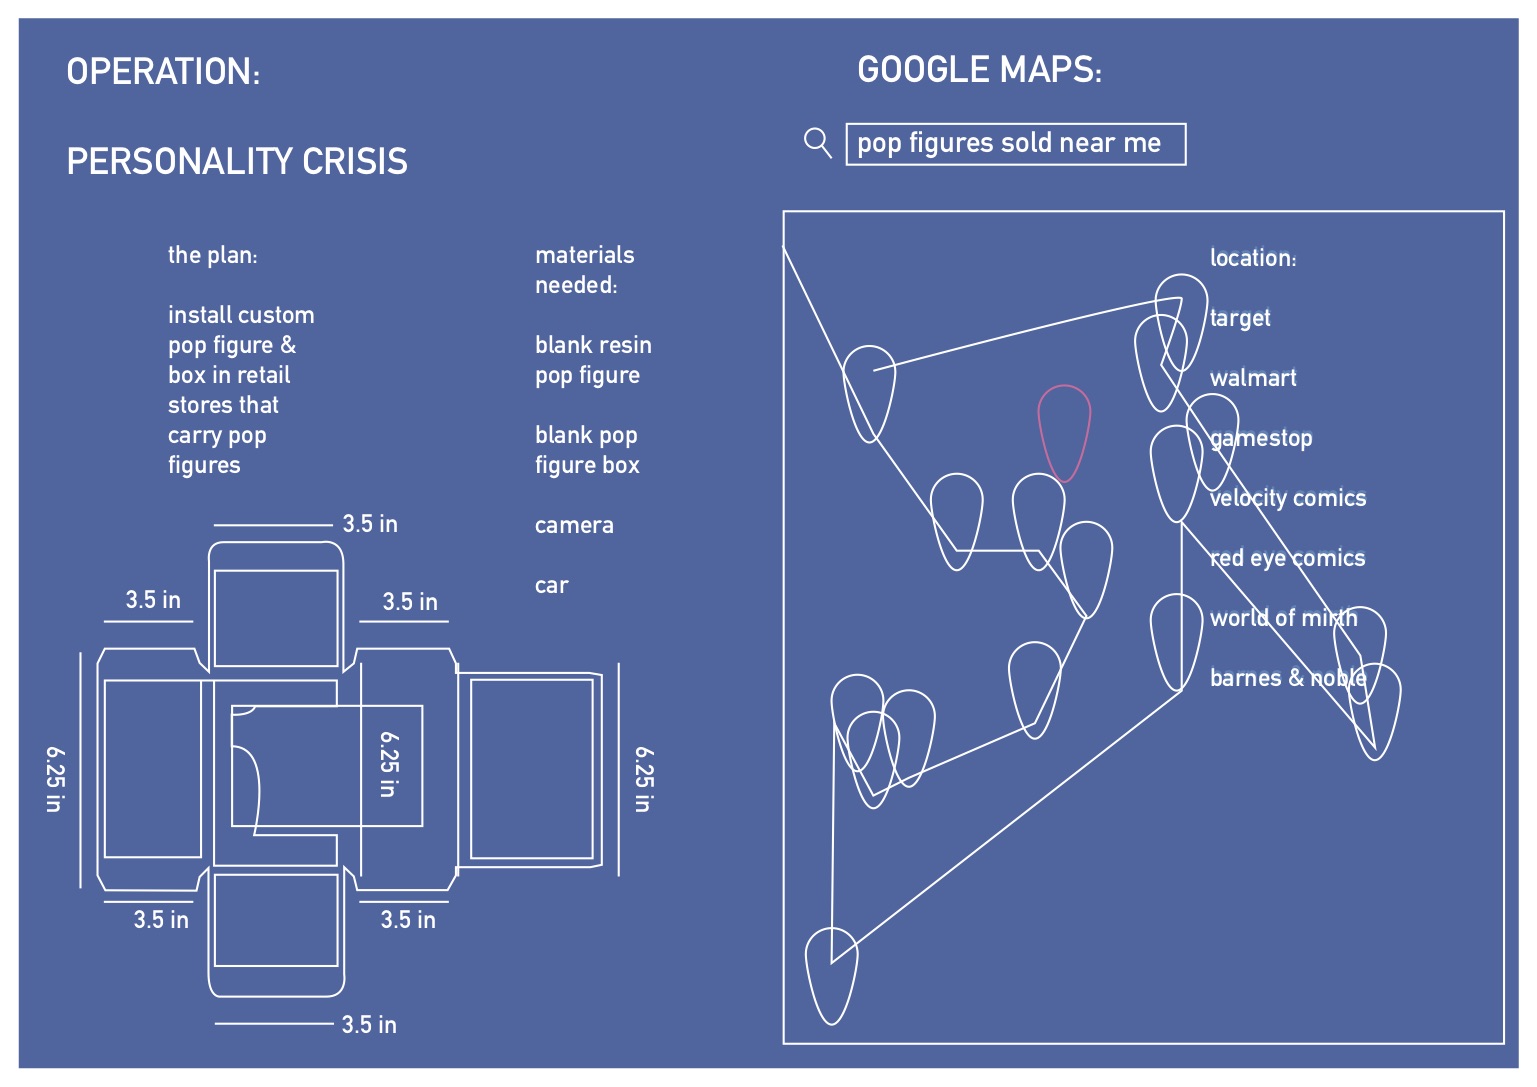 OPERATION:
PERSONALITY CRISIS
the plan:
install custom
pop figure &
box in retail
stores that
carry pop
figures
materials
needed:
blank resin
pop figure
blank pop
figure box
camera
car
3.5 in
3.5 in
3.5 in
6.25 in
6.25 in
6.25 in
3.5 in
3.5 in
3.5 in
GOOGLE MAPS:
pop figures sold near me
location:
target
walmart
gamestop
velocity comics
red eye comics
world of mirth
barnes & noble